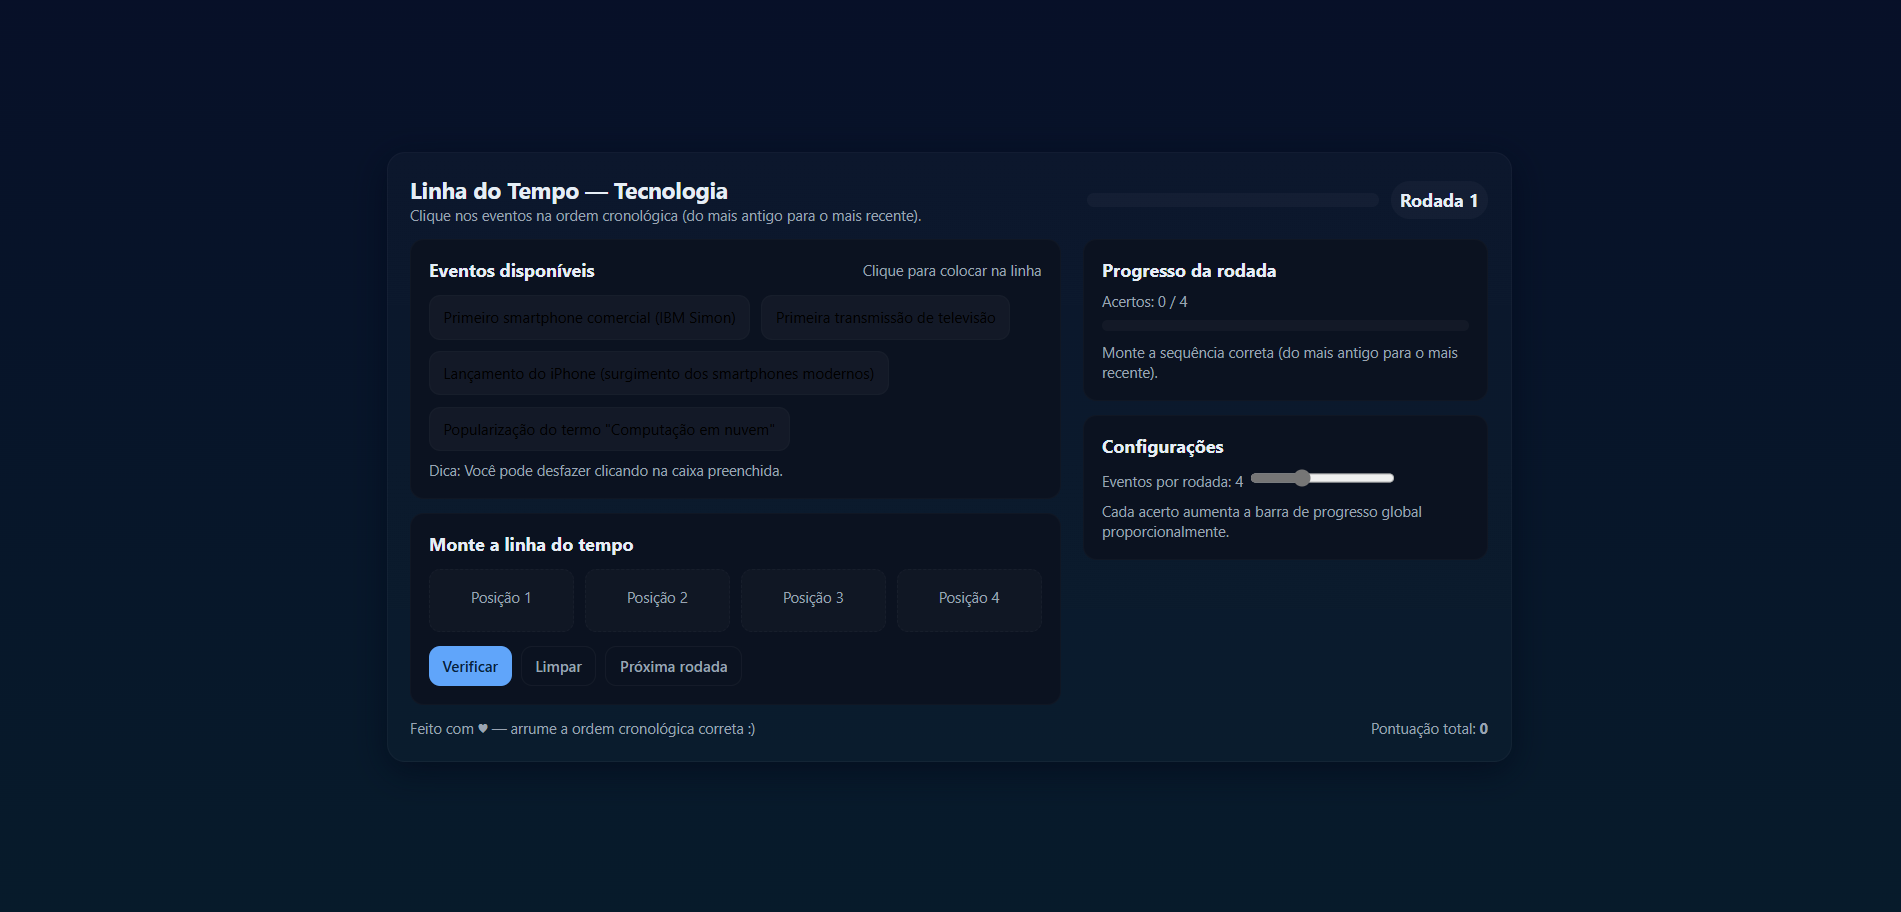 Linha do Tempo — Tecnologia
Clique nos eventos na ordem cronológica (do mais antigo para o mais recente).
Rodada 1
Eventos disponíveis
Clique para colocar na linha
Primeiro smartphone comercial (IBM Simon)
Primeira transmissão de televisão
Lançamento do iPhone (surgimento dos smartphones modernos)
Popularização do termo "Computação em nuvem"
Dica: Você pode desfazer clicando na caixa preenchida.
Monte a linha do tempo
Posição 1
Posição 2
Posição 3
Posição 4
Verificar
Limpar
Próxima rodada
Progresso da rodada
Acertos: 0 / 4
Monte a sequência correta (do mais antigo para o mais
recente).
Configurações
Eventos por rodada: 4
Cada acerto aumenta a barra de progresso global
proporcionalmente.
Feito com ♥ — arrume a ordem cronológica correta :)
Pontuação total: 0